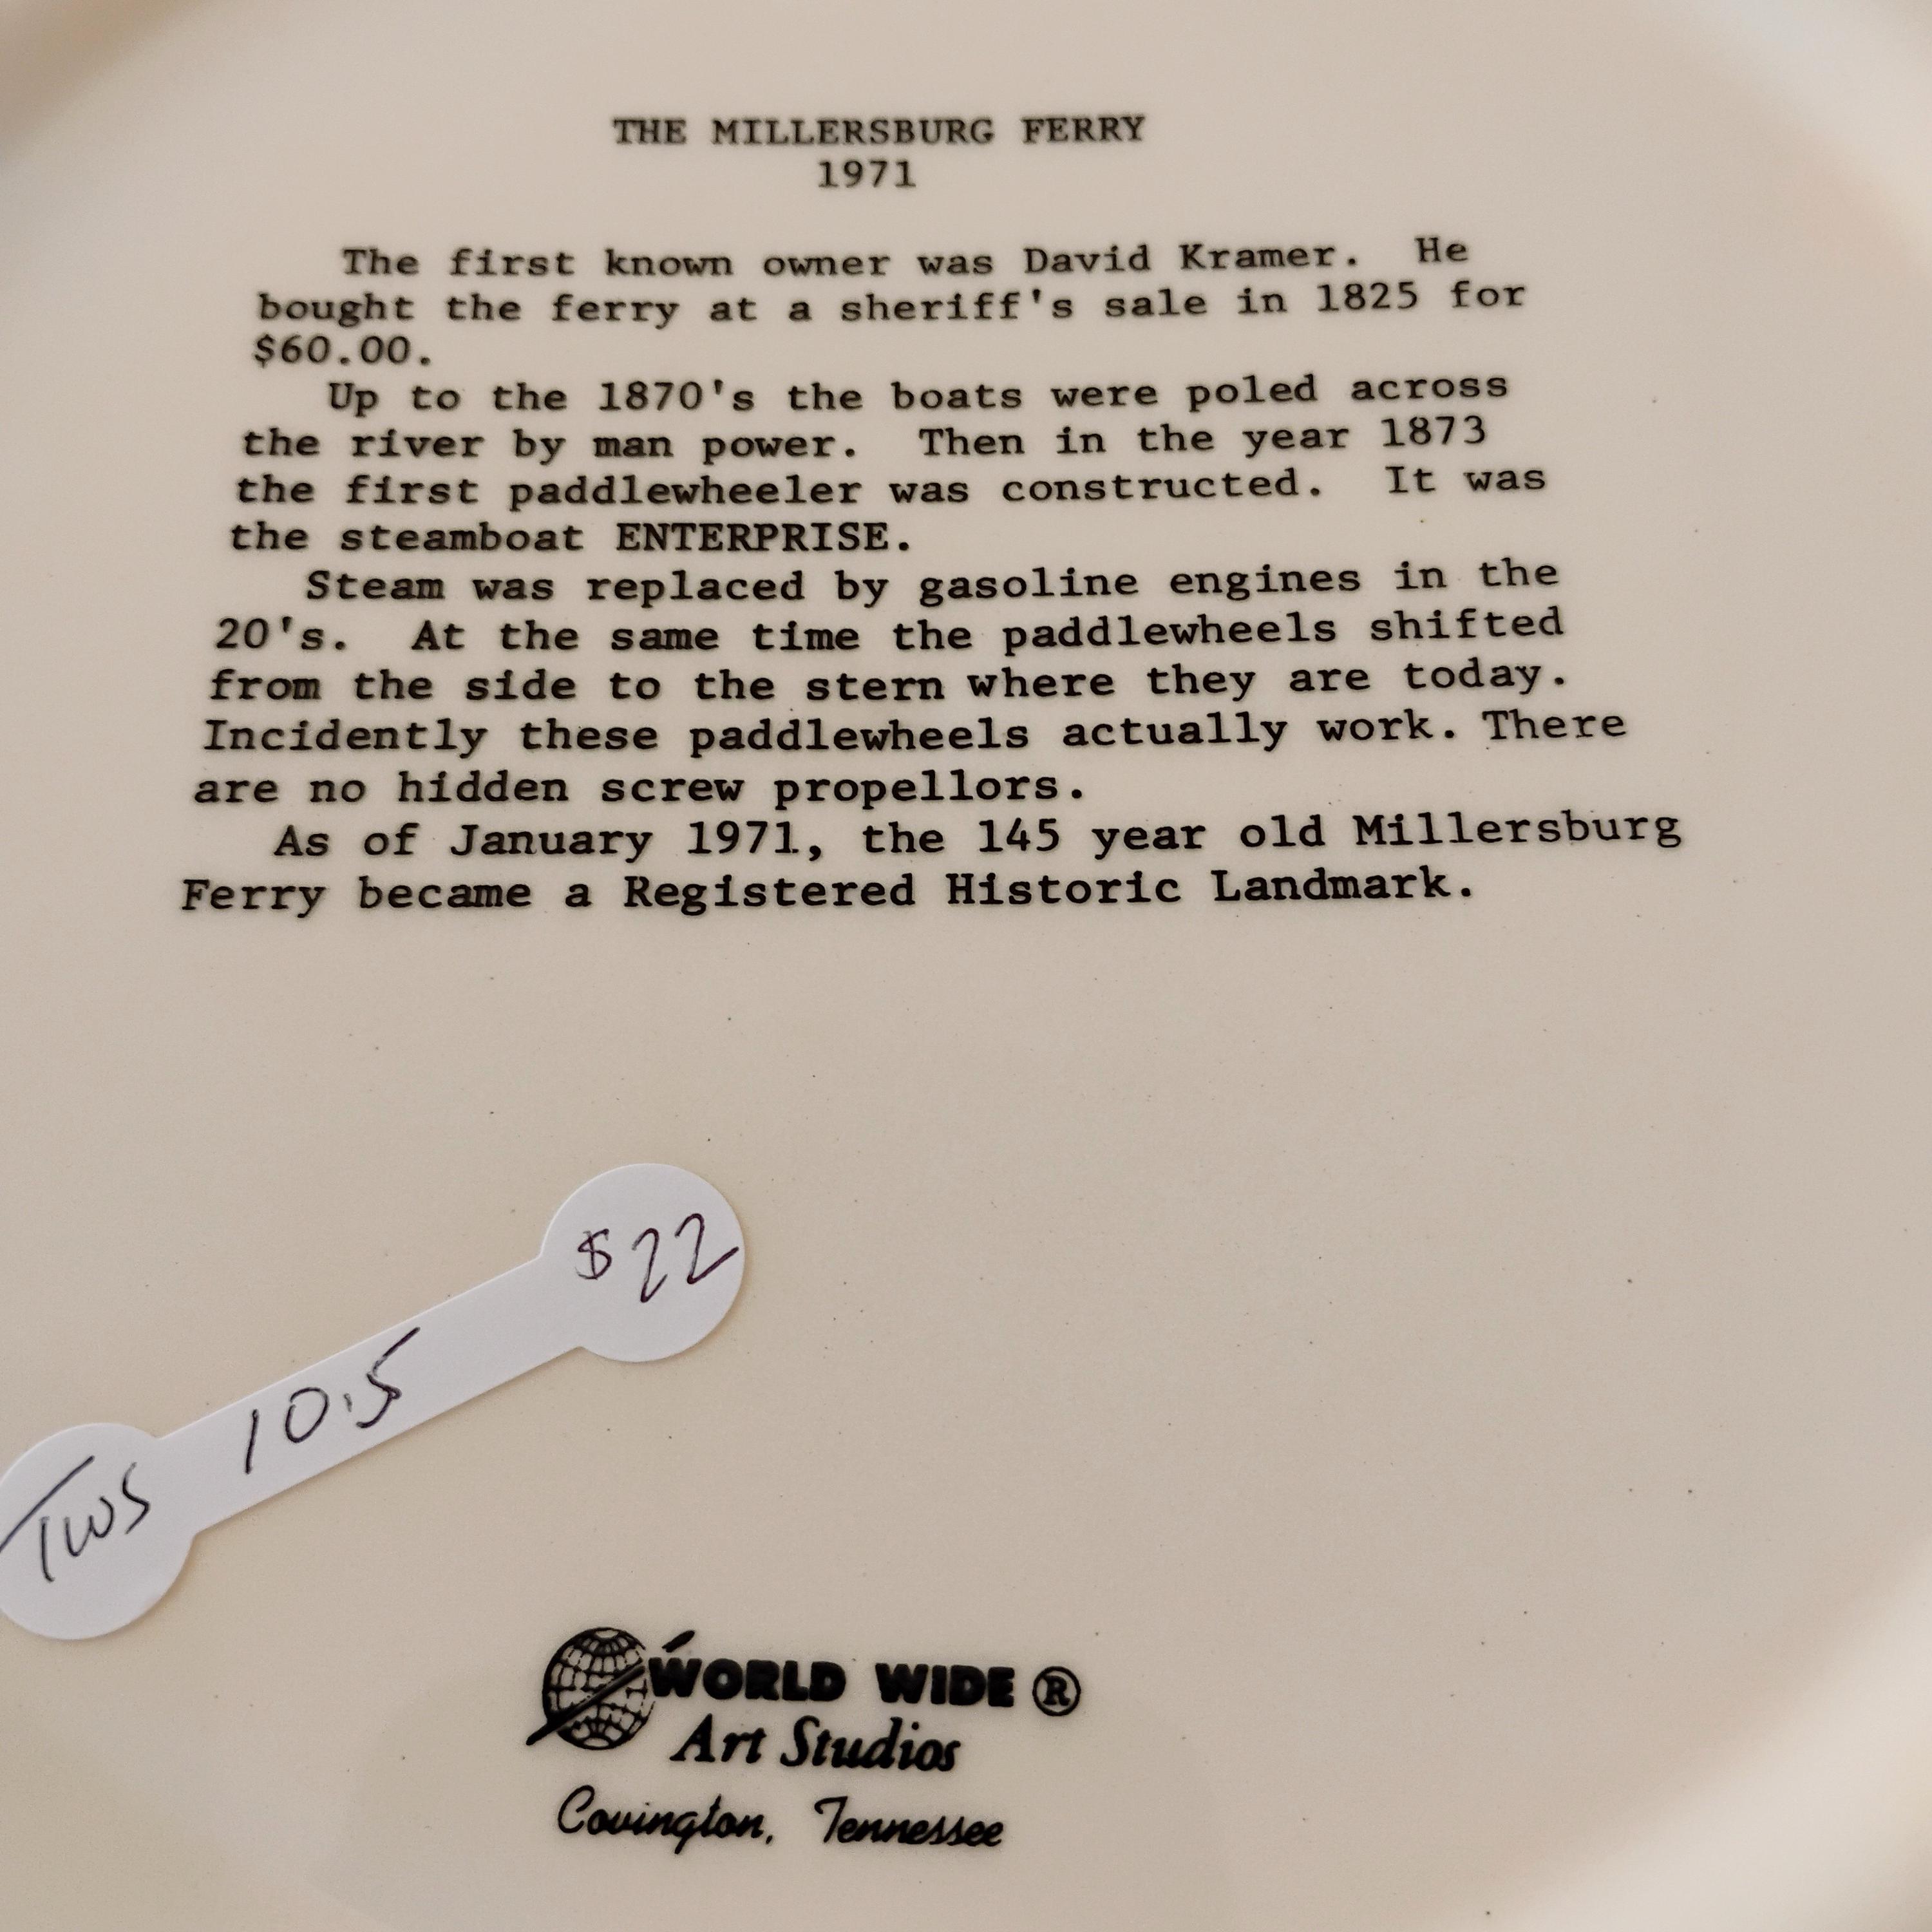 THE MILLERSBURG FERRY
1971
The first known owner was David Kramer. He
bought the ferry at a sheriff's sale in 1825 for
$60.00.
Up to the 1870's the boats were poled across
the river by man power. Then in the year 1873
the first paddlewheeler was constructed. It was
the steamboat ENTERPRISE.
Steam was replaced by gasoline engines in the
20's. At the same time the paddlewheels shifted
from the side to the stern where they are today.
Incidently these paddlewheels actually work. There
are no hidden screw propellors.
As of January 1971, the 145 year old Millersburg
Ferry became a Registered Historic Landmark.
$22
10.5
TWS
WORLD WIDE ®
Art Studios
Covington, Tennessee